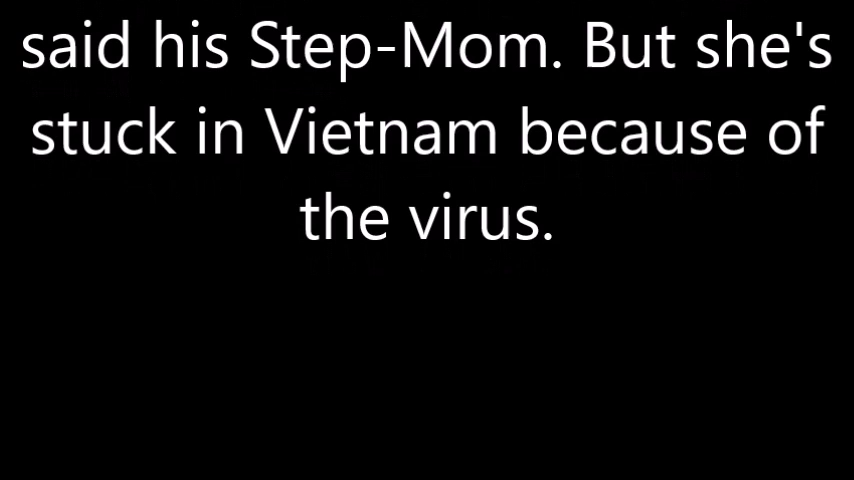 said his Step-Mom. But she's
stuck in Vietnam because of
the virus.